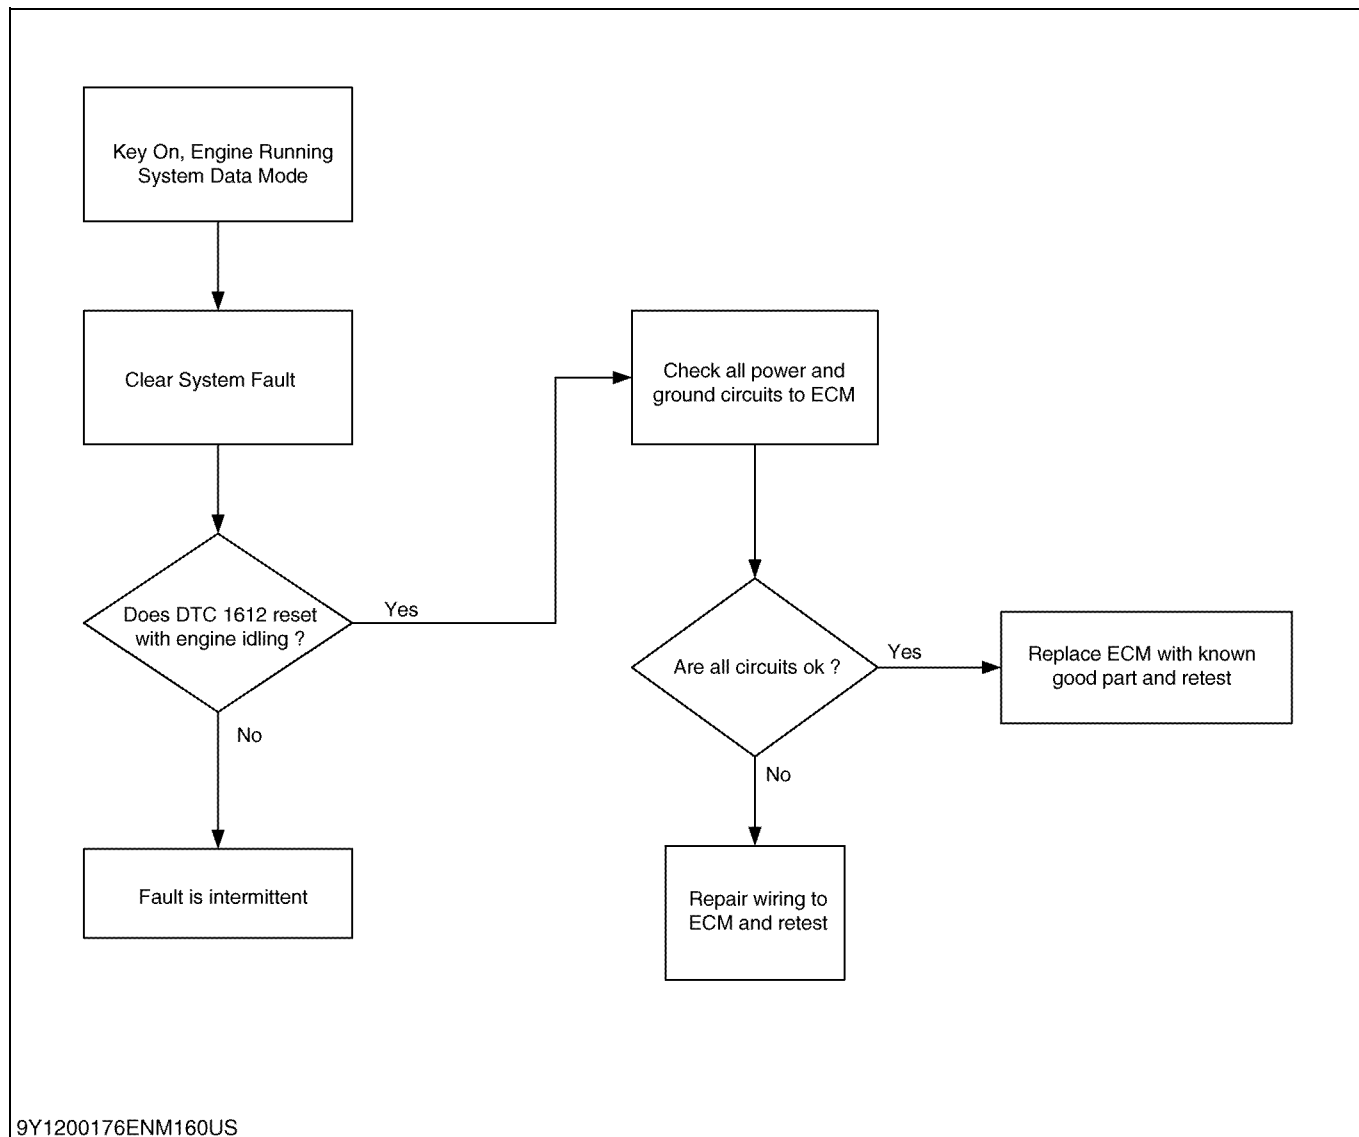 Key On, Engine Running
System Data Mode
Clear System Fault
Does DTC 1612 reset
with engine idling ?
Yes
No
Fault is intermittent
Check all power and
ground circuits to ECM
Are all circuits ok ?
Yes
No
Replace ECM with known
good part and retest
Repair wiring to
ECM and retest
9Y1200176ENM160US